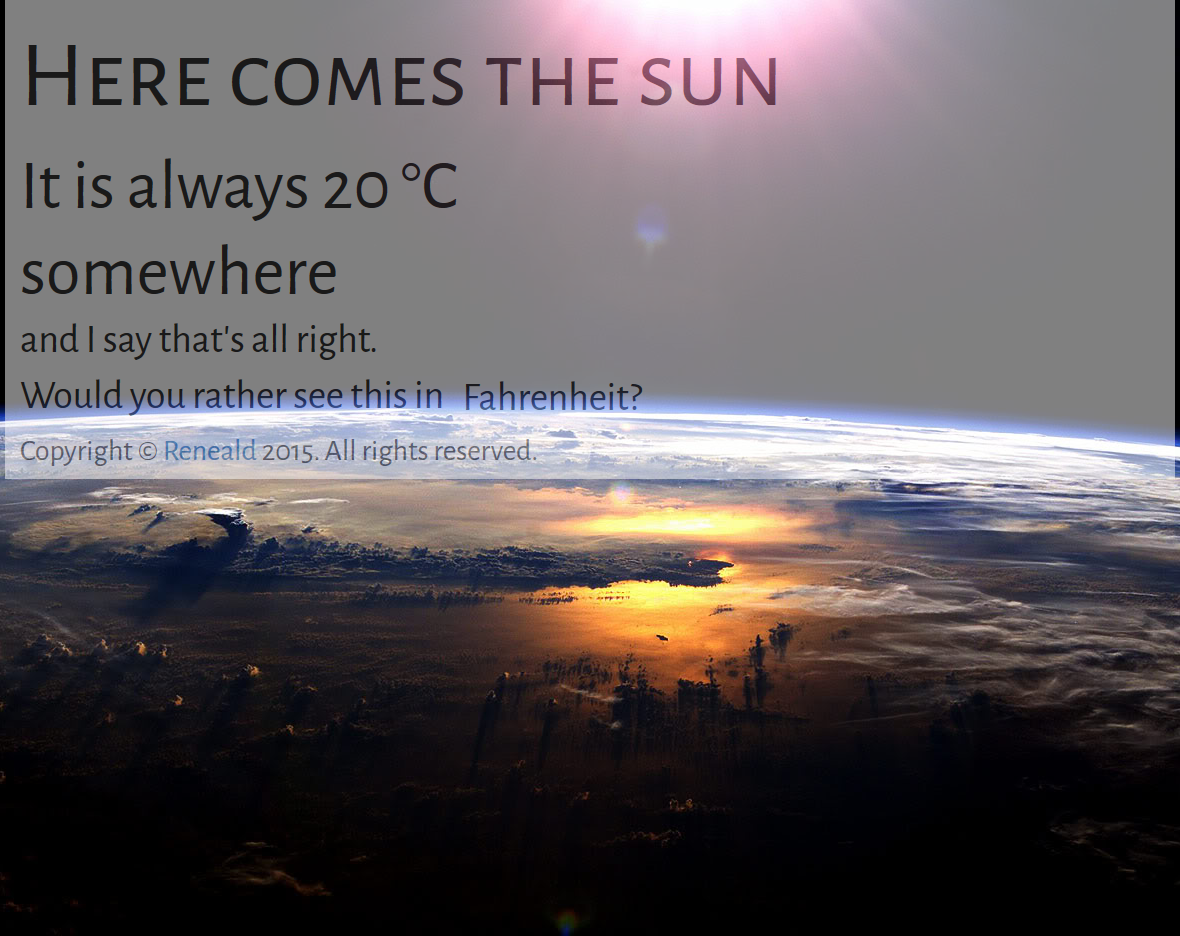 Here comes the sun
It is always 20 °C
somewhere
and I say that's all right.
Would you rather see this in Fahrenheit?
Copyright © Reneald 2015. All rights reserved.